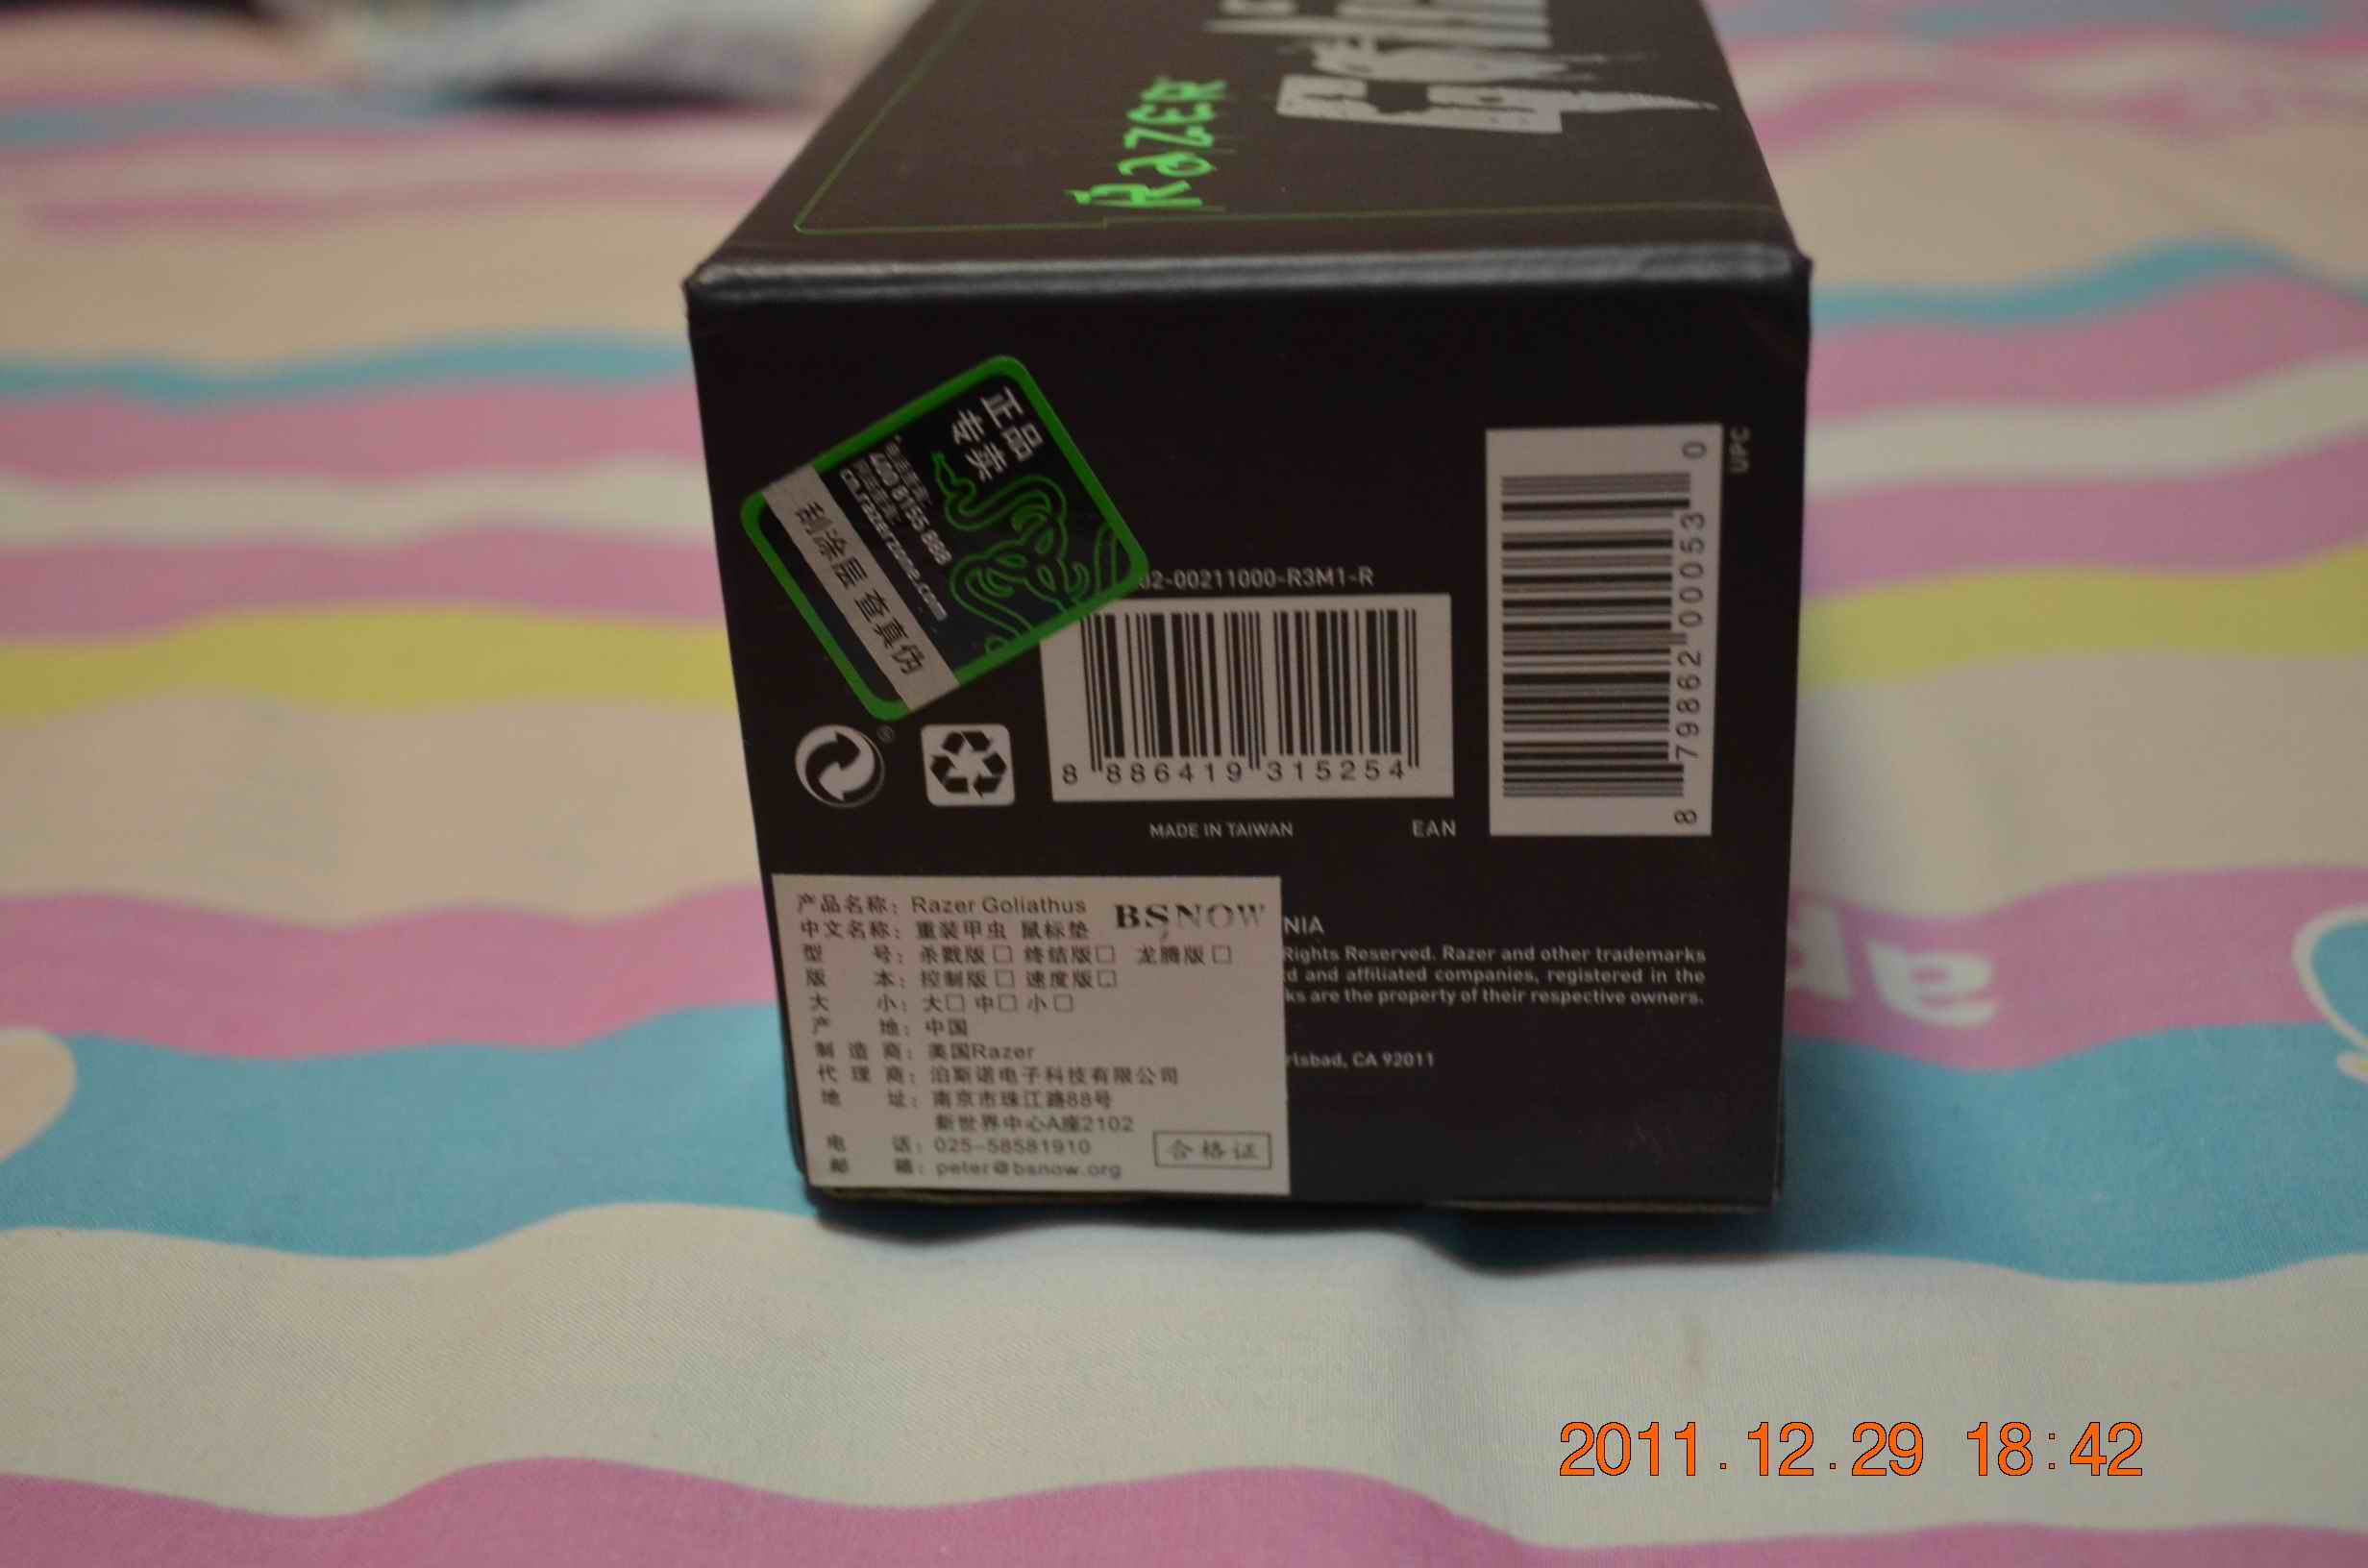 RAZER
正品
专卖
400 8155 888
cn.razerzone.com
刮涂层 查真伪
02-00211000-R3M1-R
8 886419 315254
MADE IN TAIWAN
EAN
UPC
8 79862 00053 0
产品名称：Razer Goliathus
BSNOW
中文名称：重装甲虫 鼠标垫
型 号：杀戮版□ 终结版□ 龙腾版□
版 本：控制版□ 速度版□
大 小：大□ 中□ 小□
产 地：中国
制 造 商：美国Razer
代 理 商：泊斯诺电子科技有限公司
地 址：南京市珠江路88号
新世界中心A座2102
电 话：025-58581910
邮 箱：peter@bsnow.org
合格证
NIA
Rights Reserved. Razer and other trademarks
d and affiliated companies, registered in the
ks are the property of their respective owners.
rlsbad, CA 92011
2011.12.29 18:42